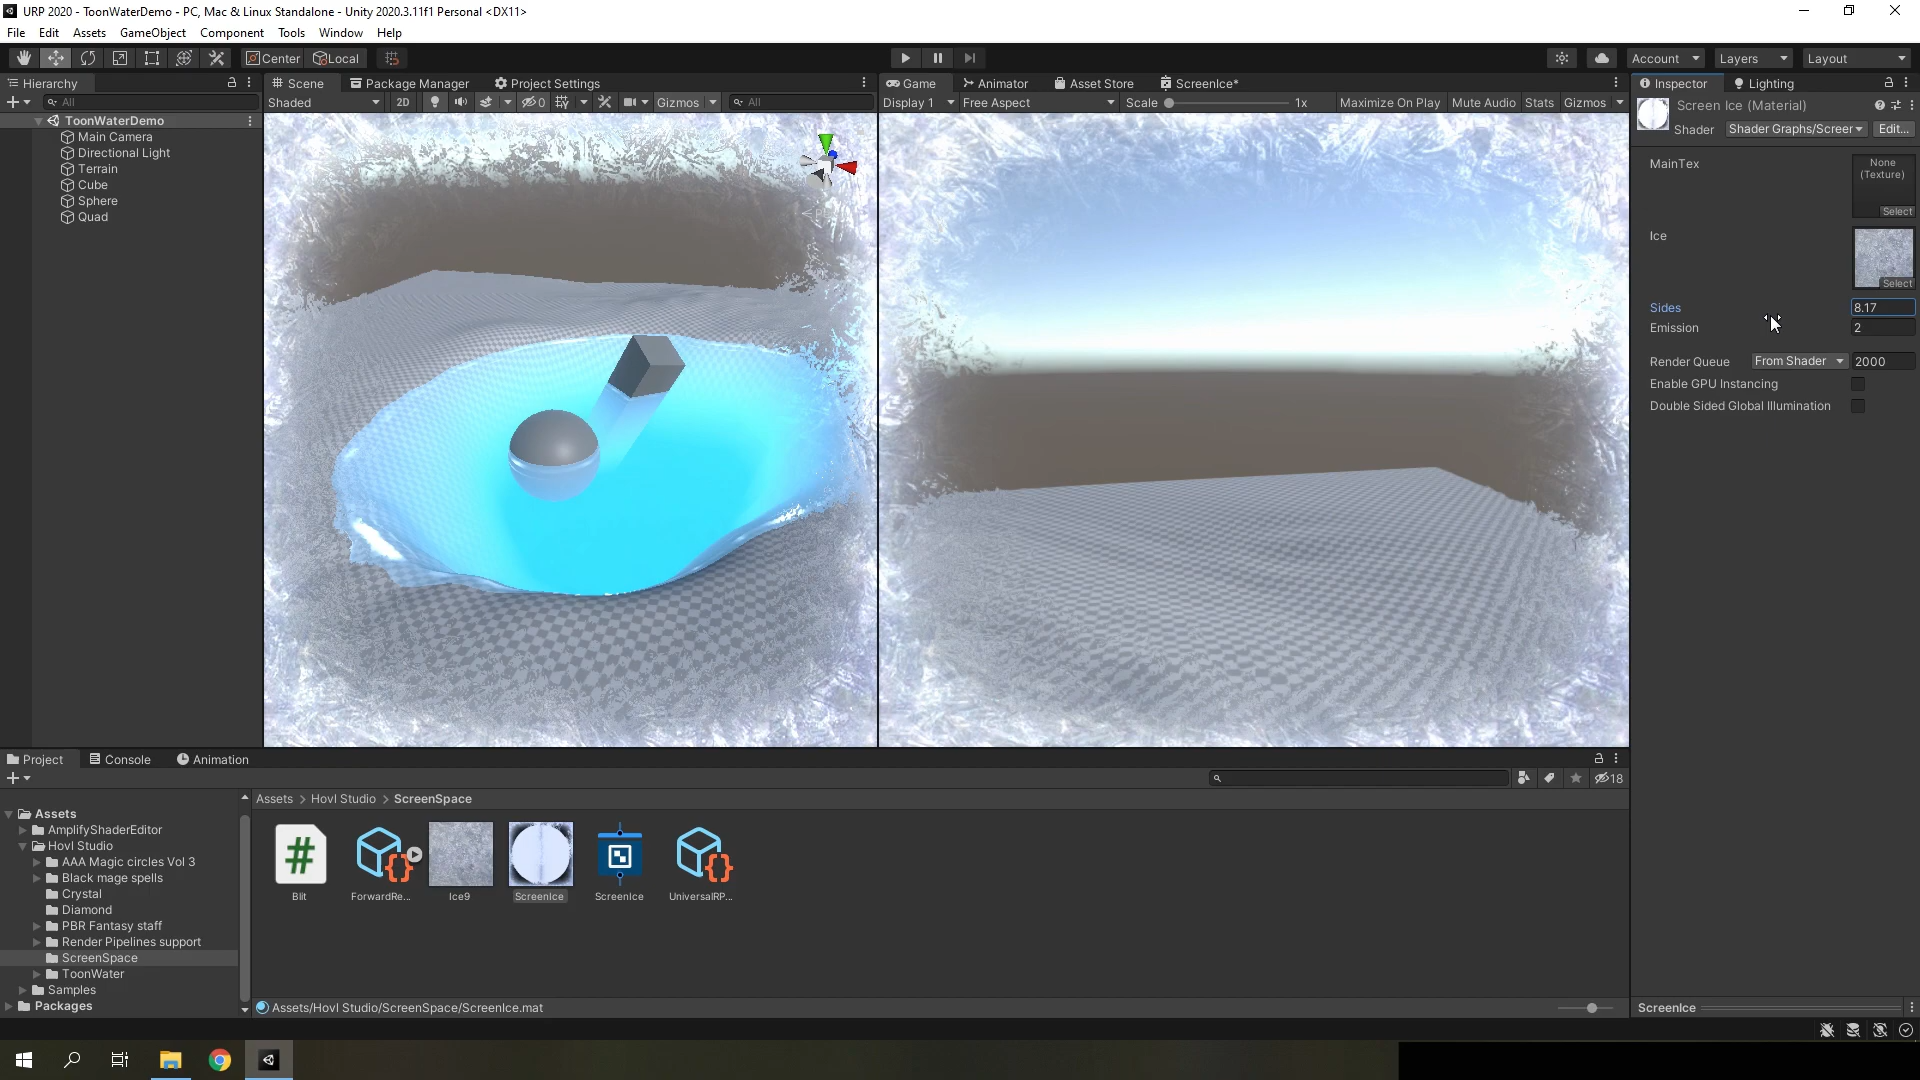 URP 2020 - ToonWaterDemo - PC, Mac & Linux Standalone - Unity 2020.3.11f1 Personal <DX11>
File Edit Assets GameObject Component Tools Window Help
Center Local Account Layers Layout
Hierarchy
All
ToonWaterDemo
Main Camera
Directional Light
Terrain
Cube
Sphere
Quad
Scene Package Manager Project Settings
Shaded 2D 0 Gizmos All
Game Animator Asset Store ScreenIce*
Display 1 Free Aspect Scale 1x Maximize On Play Mute Audio Stats Gizmos
Inspector Lighting
Screen Ice (Material)
Shader Shader Graphs/Screer Edit...
MainTex
None
(Texture)
Select
Ice
Select
Sides 8.17
Emission 2
Render Queue From Shader 2000
Enable GPU Instancing
Double Sided Global Illumination
Project Console Animation
18
Assets
AmplifyShaderEditor
Hovl Studio
AAA Magic circles Vol 3
Black mage spells
Crystal
Diamond
PBR Fantasy staff
Render Pipelines support
ScreenSpace
ToonWater
Samples
Packages
Assets > Hovl Studio > ScreenSpace
Blit ForwardRe... Ice9 ScreenIce ScreenIce UniversalRP...
Assets/Hovl Studio/ScreenSpace/ScreenIce.mat
ScreenIce